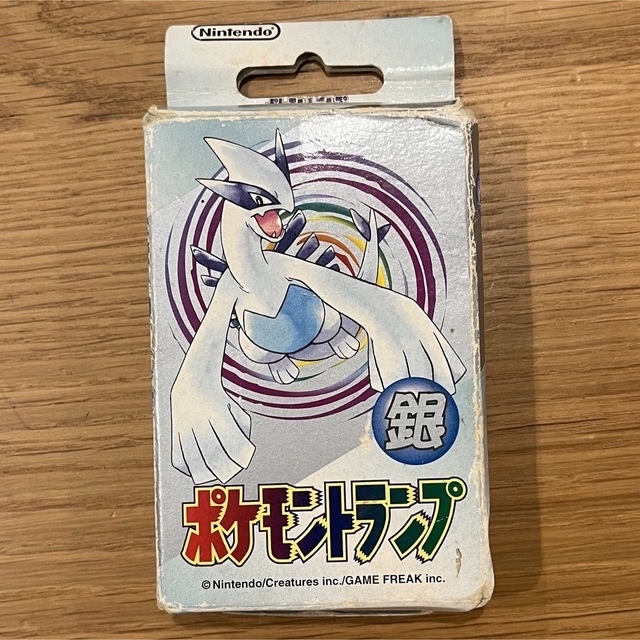 Nintendo®
銀
ポケモントランプ
©Nintendo/Creatures inc./GAME FREAK inc.